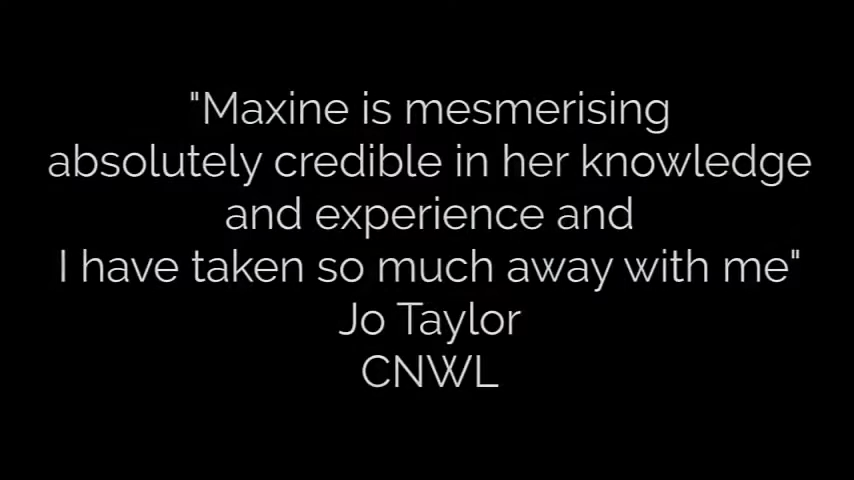 "Maxine is mesmerising
absolutely credible in her knowledge
and experience and
I have taken so much away with me"
Jo Taylor
CNWL